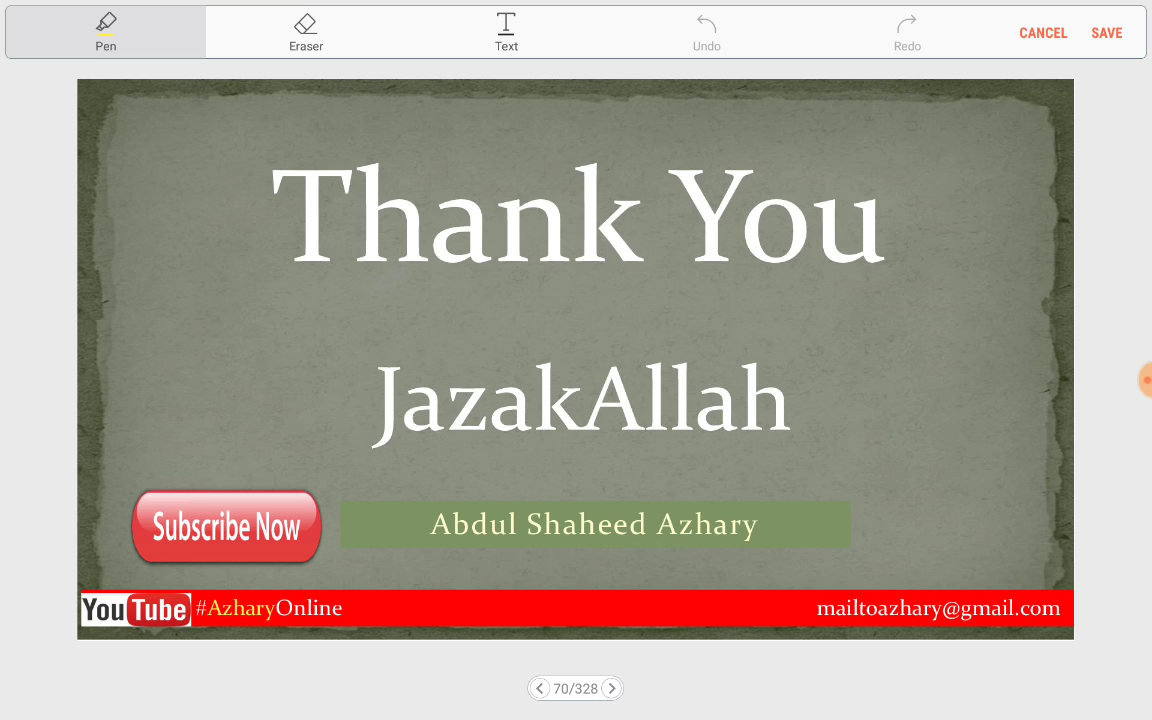 Pen
Eraser
Text
Undo
Redo
CANCEL
SAVE
Thank You
JazakAllah
Subscribe Now
Abdul Shaheed Azhary
YouTube #AzharyOnline
mailtoazhary@gmail.com
70/328